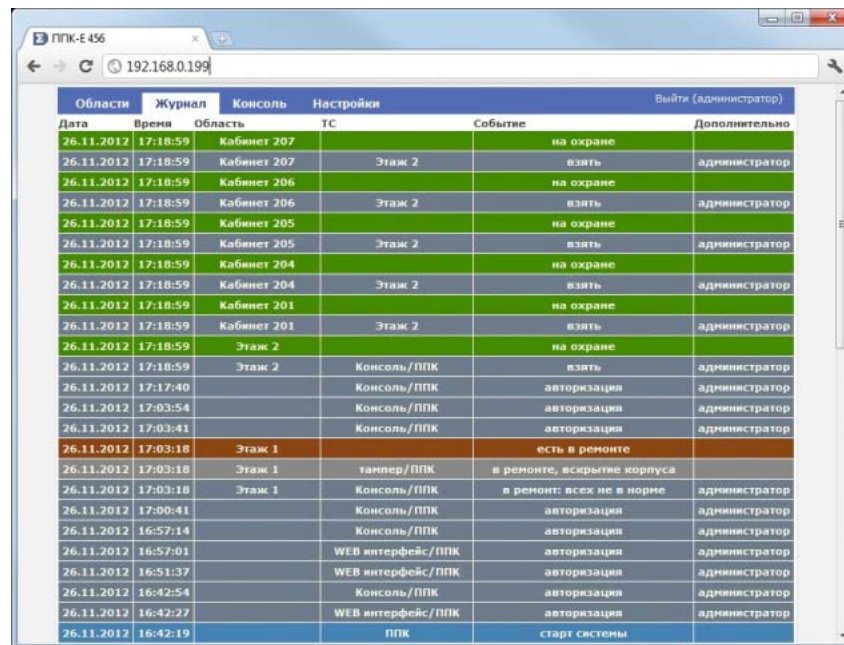 ППК-Е 456
192.168.0.199
Области Журнал Консоль Настройки Выйти (администратор)
Дата Время Область ТС Событие Дополнительно
26.11.2012 17:18:59 Кабинет 207 на охране
26.11.2012 17:18:59 Кабинет 207 Этаж 2 взять администратор
26.11.2012 17:18:59 Кабинет 206 на охране
26.11.2012 17:18:59 Кабинет 206 Этаж 2 взять администратор
26.11.2012 17:18:59 Кабинет 205 на охране
26.11.2012 17:18:59 Кабинет 205 Этаж 2 взять администратор
26.11.2012 17:18:59 Кабинет 204 на охране
26.11.2012 17:18:59 Кабинет 204 Этаж 2 взять администратор
26.11.2012 17:18:59 Кабинет 201 на охране
26.11.2012 17:18:59 Кабинет 201 Этаж 2 взять администратор
26.11.2012 17:18:59 Этаж 2 на охране
26.11.2012 17:18:59 Этаж 2 Консоль/ППК взять администратор
26.11.2012 17:17:40 Консоль/ППК авторизация администратор
26.11.2012 17:03:54 Консоль/ППК авторизация администратор
26.11.2012 17:03:41 Консоль/ППК авторизация администратор
26.11.2012 17:03:18 Этаж 1 есть в ремонте
26.11.2012 17:03:18 Этаж 1 тампер/ППК в ремонте, вскрытие корпуса
26.11.2012 17:03:18 Этаж 1 Консоль/ППК в ремонт: всех не в норме администратор
26.11.2012 17:00:41 Консоль/ППК авторизация администратор
26.11.2012 16:57:14 Консоль/ППК авторизация администратор
26.11.2012 16:57:01 WEB интерфейс/ППК авторизация администратор
26.11.2012 16:51:37 WEB интерфейс/ППК авторизация администратор
26.11.2012 16:42:54 Консоль/ППК авторизация администратор
26.11.2012 16:42:27 WEB интерфейс/ППК авторизация администратор
26.11.2012 16:42:19 ППК старт системы